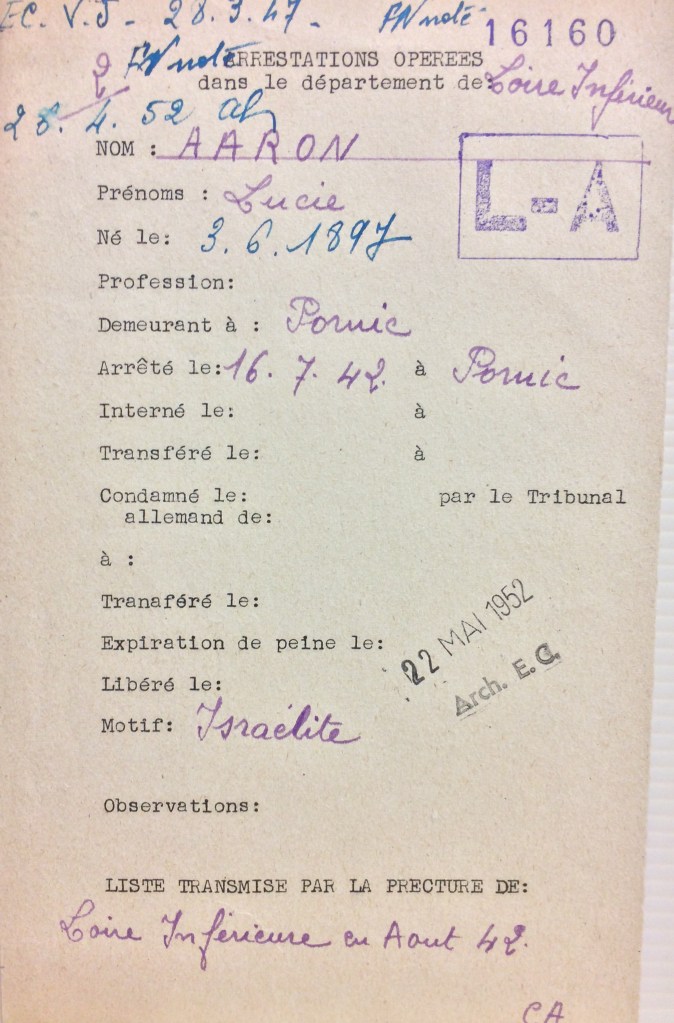 EC. V. J - 28.3.47 - FN noté
16160
2 FN noté
ARRESTATIONS OPEREES
dans le département de: Loire Inférieure
28. 4. 52
NOM : AARON
L-A
Prénoms : Lucie
Né le: 3. 6. 1897
Profession:
Demeurant à : Pornic
Arrêté le: 16. 7. 42. à Pornic
Interné le: à
Transféré le: à
Condamné le: par le Tribunal
allemand de:
à :
Tranaféré le:
Expiration de peine le:
22 MAI 1952
Arch. E. C.
Libéré le:
Motif: Israélite
Observations:
LISTE TRANSMISE PAR LA PRECTURE DE:
Loire Inférieure en Aout 42.
CA